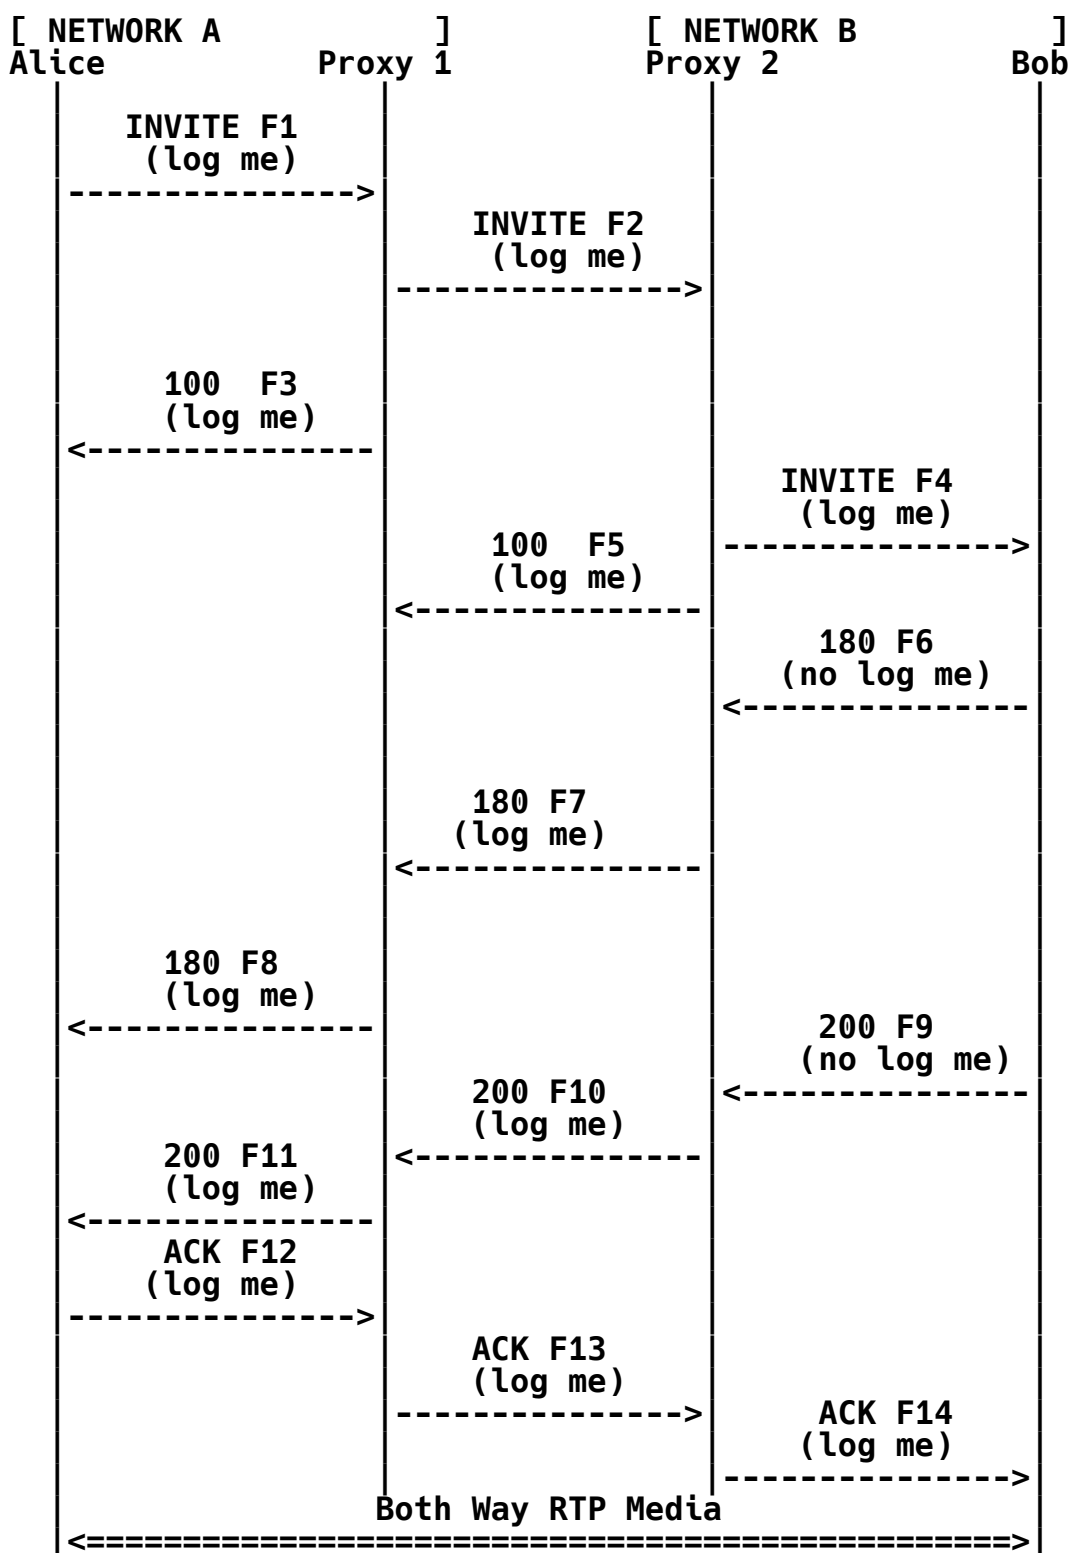 [ NETWORK A ] [ NETWORK B ]
Alice Proxy 1 Proxy 2 Bob
INVITE F1
(log me)
--------------->
INVITE F2
(log me)
--------------->
100 F3
(log me)
<---------------
INVITE F4
(log me)
100 F5 --------------->
(log me)
<---------------
180 F6
(no log me)
<---------------
180 F7
(log me)
<---------------
180 F8
(log me)
<--------------- 200 F9
(no log me)
200 F10 <---------------
(log me)
200 F11 <---------------
(log me)
<---------------
ACK F12
(log me)
--------------->
ACK F13
(log me)
---------------> ACK F14
(log me)
--------------->
Both Way RTP Media
<================================================>